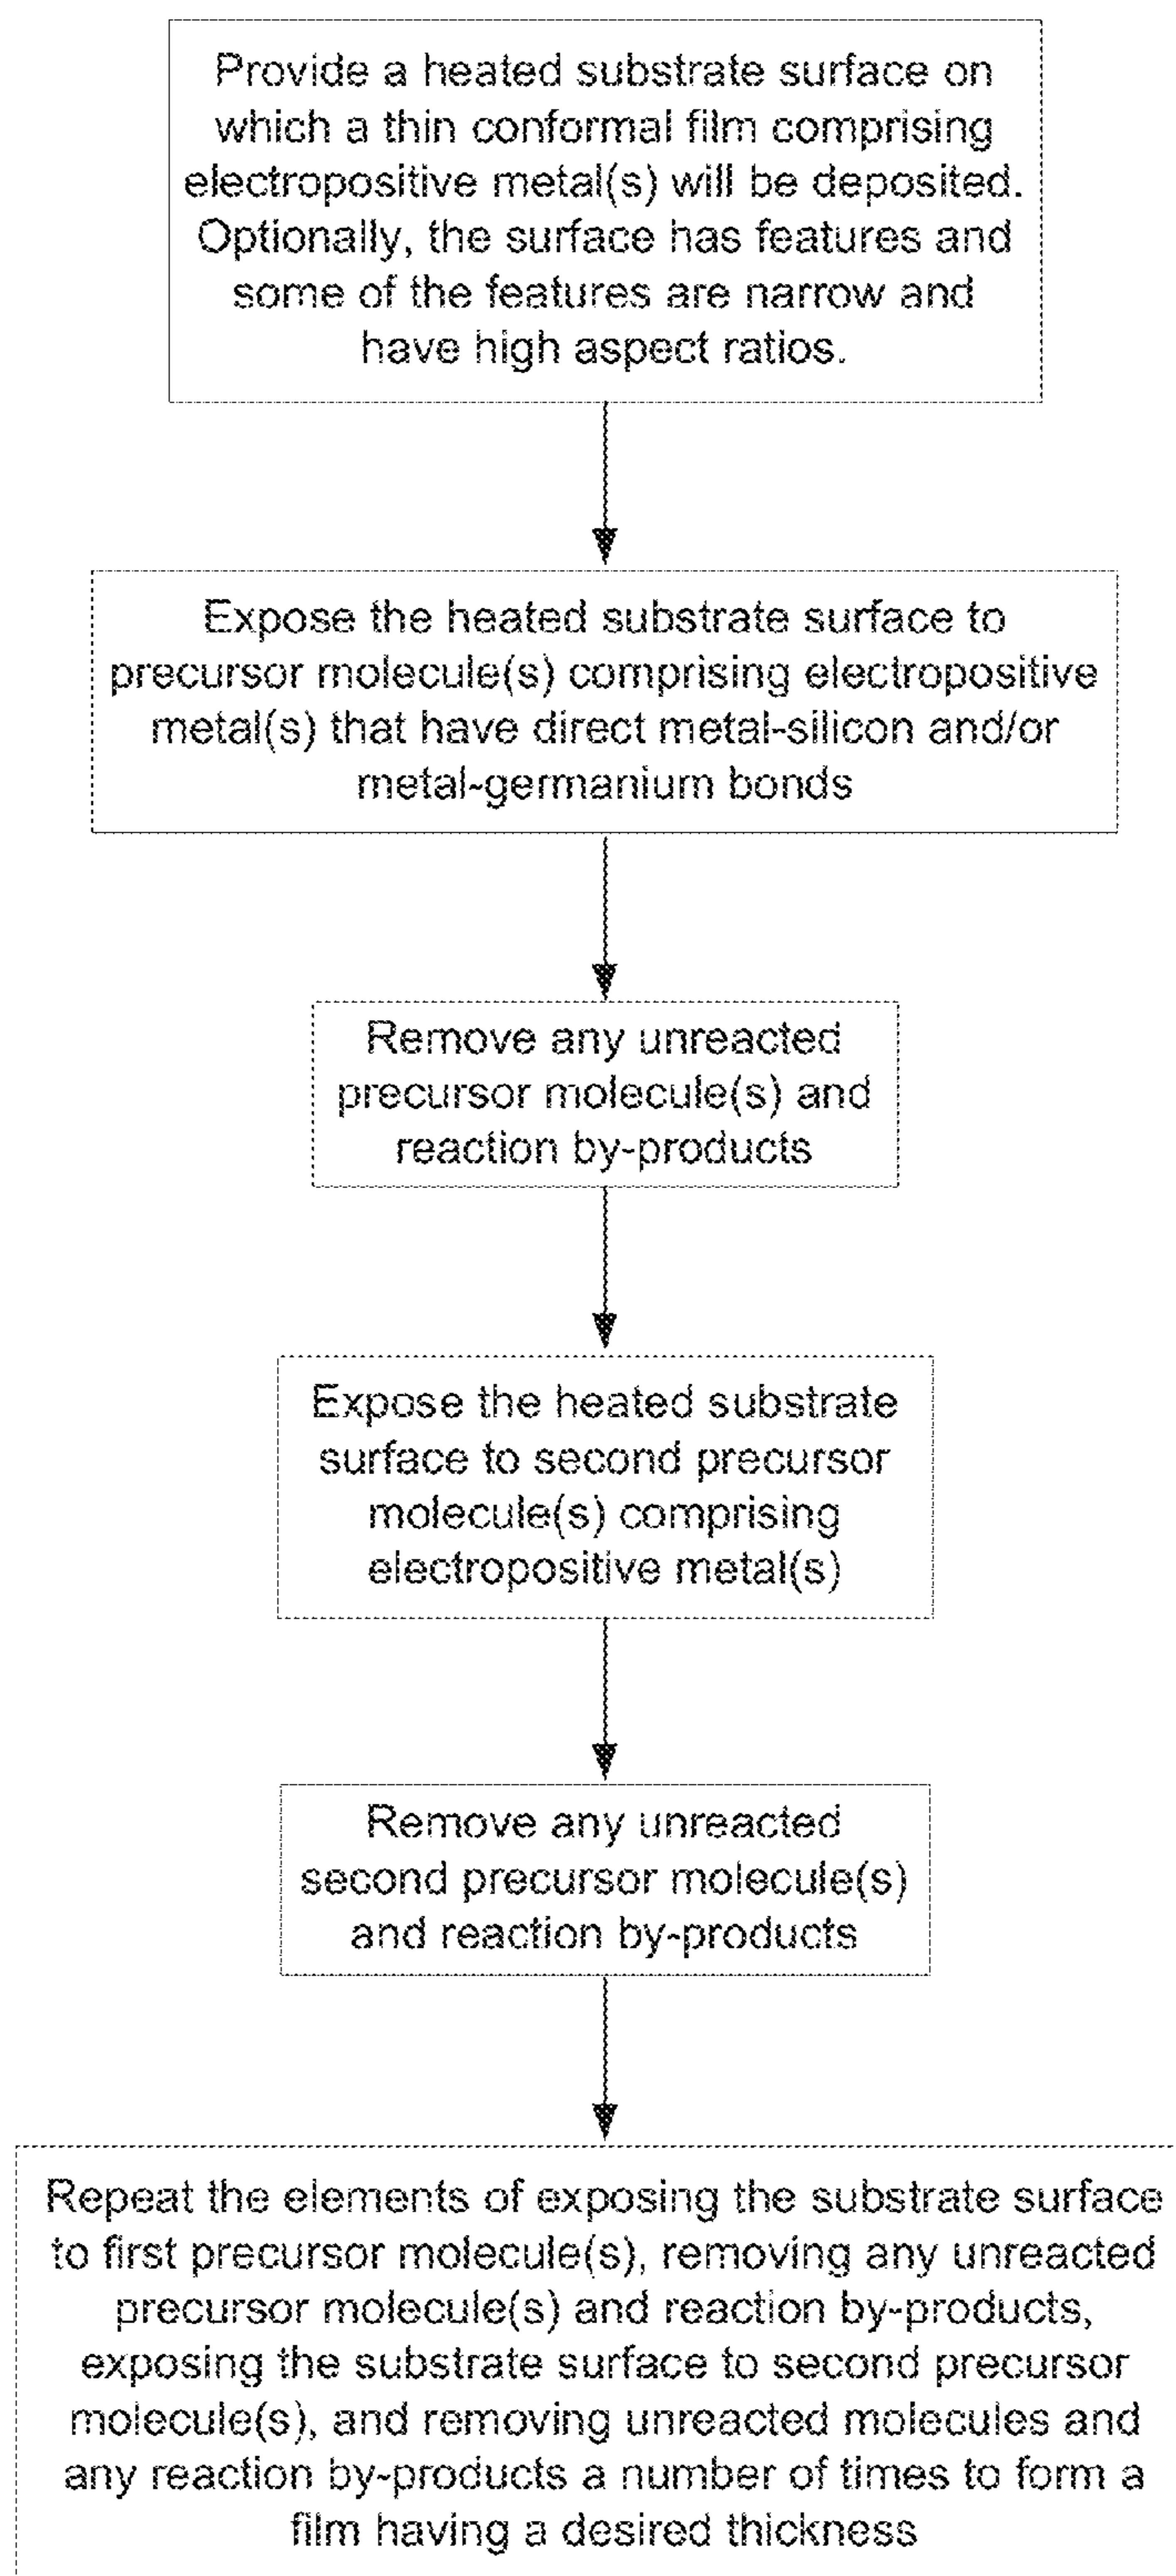 Provide a heated substrate surface on
which a thin conformal film comprising
electropositive metal(s) will be deposited.
Optionally, the surface has features and
some of the features are narrow and
have high aspect ratios.
Expose the heated substrate surface to
precursor molecule(s) comprising electropositive
metal(s) that have direct metal-silicon and/or
metal-germanium bonds
Remove any unreacted
precursor molecule(s) and
reaction by-products
Expose the heated substrate
surface to second precursor
molecule(s) comprising
electropositive metal(s)
Remove any unreacted
second precursor molecule(s)
and reaction by-products
Repeat the elements of exposing the substrate surface
to first precursor molecule(s), removing any unreacted
precursor molecule(s) and reaction by-products,
exposing the substrate surface to second precursor
molecule(s), and removing unreacted molecules and
any reaction by-products a number of times to form a
film having a desired thickness